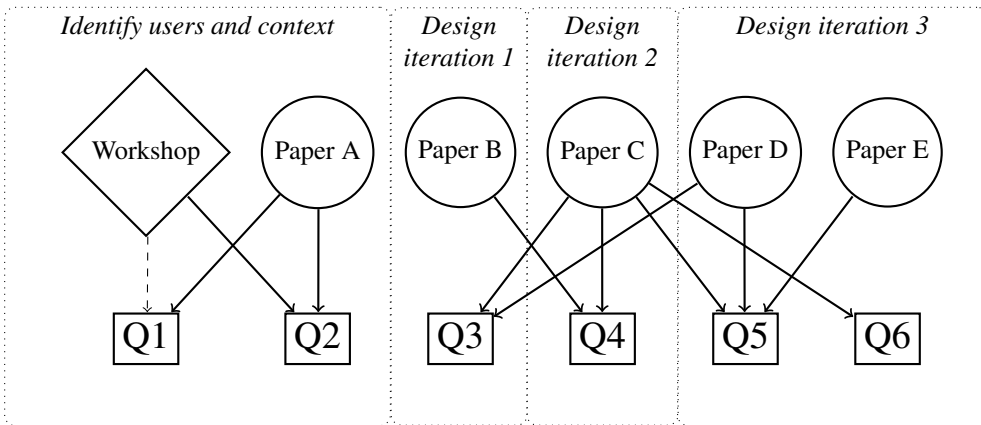 Identify users and context
Design
iteration 1
Design
iteration 2
Design iteration 3
Workshop
Paper A
Paper B
Paper C
Paper D
Paper E
Q1
Q2
Q3
Q4
Q5
Q6